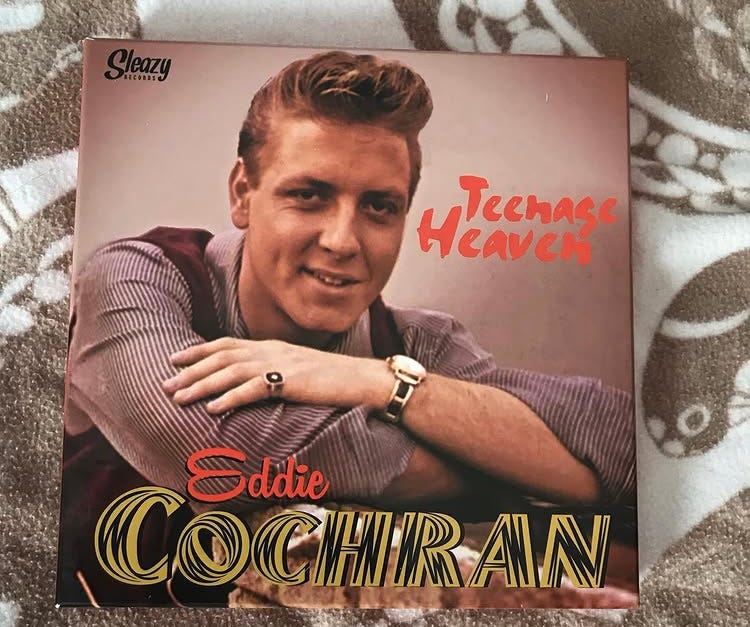 Sleazy
RECORDS
Teenage
Heaven
Eddie
COCHRAN